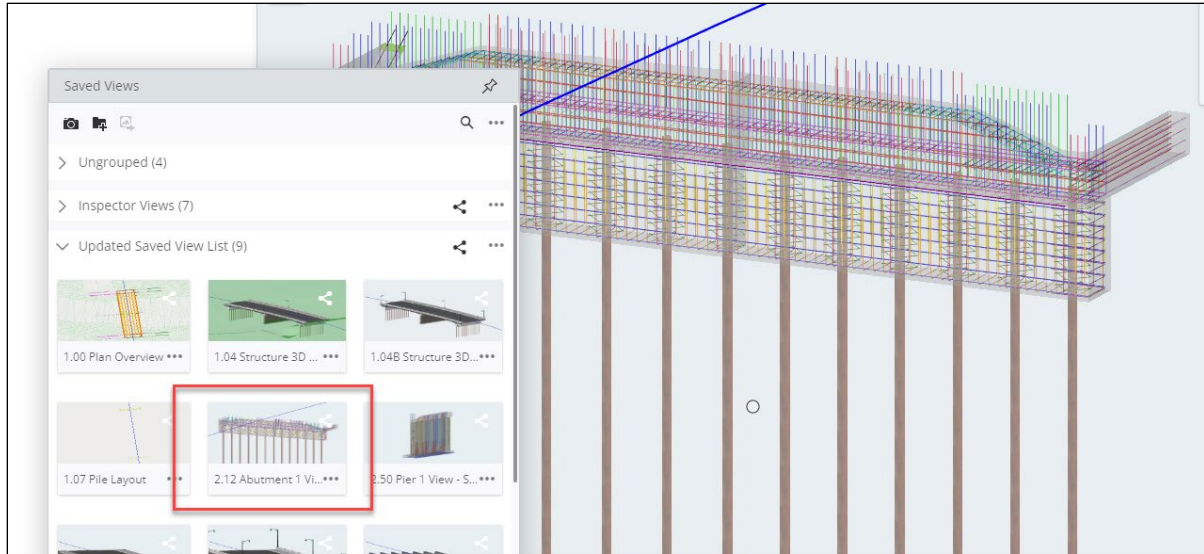 Saved Views
Ungrouped (4)
Inspector Views (7)
Updated Saved View List (9)
1.00 Plan Overview
1.04 Structure 3D ...
1.04B Structure 3D...
1.07 Pile Layout
2.12 Abutment 1 Vi...
2.50 Pier 1 View - S...